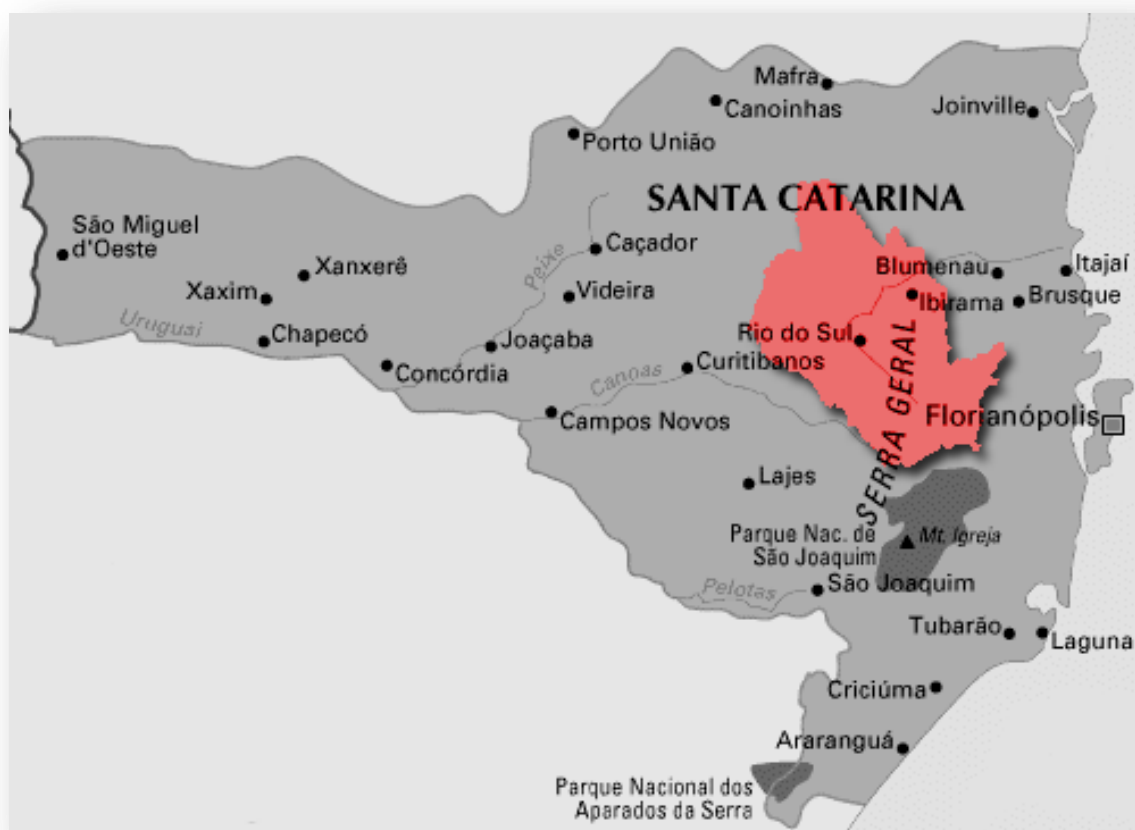 Mafra
Canoinhas
Joinville
Porto União
SANTA CATARINA
São Miguel
d'Oeste
Caçador
Peixe
Xanxerê
Blumenau
Itajaí
Xaxim
Videira
Ibirama
Brusque
Uruguai
Chapecó
Joaçaba
Rio do Sul
Concórdia
Curitibanos
Canoas
SERRA GERAL
Campos Novos
Florianópolis
Lajes
Parque Nac. de
São Joaquim
Mt. Igreja
Pelotas
São Joaquim
Tubarão
Laguna
Criciúma
Araranguá
Parque Nacional dos
Aparados da Serra